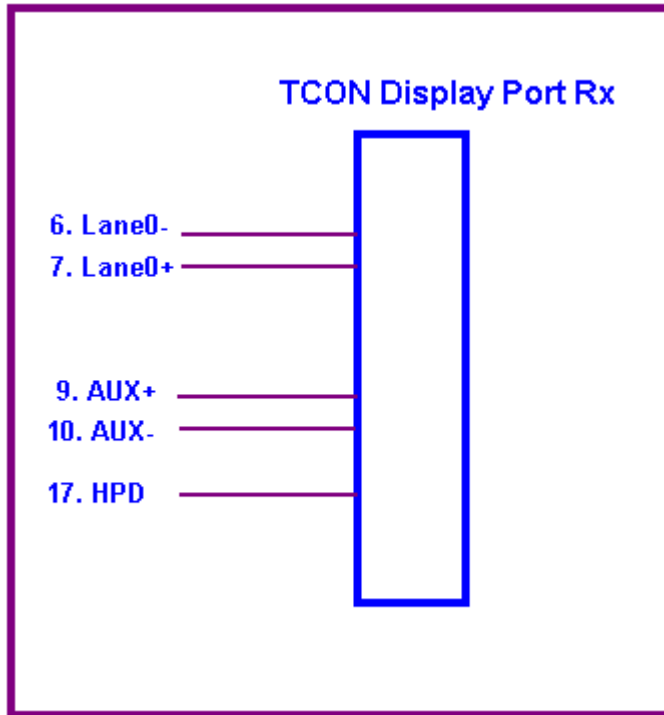 TCON Display Port Rx
6. Lane0-
7. Lane0+
9. AUX+
10. AUX-
17. HPD